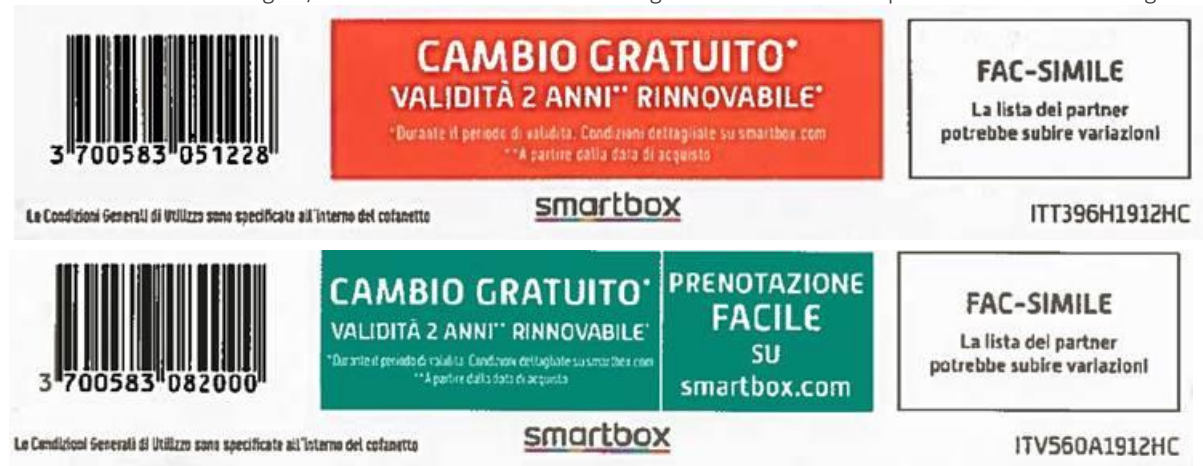 CAMBIO GRATUITO*
VALIDITÀ 2 ANNI** RINNOVABILE*
*Durante il periodo di validita. Condizioni dettagliate su smartbox.com
**A partire dalla data di acquisto
FAC-SIMILE
La lista dei partner
potrebbe subire variazioni
3 700583 051228
Le Condizioni Generali di Utilizzo sono specificate all'interno del cofanetto
smartbox
ITT396H1912HC
CAMBIO GRATUITO*
VALIDITÀ 2 ANNI** RINNOVABILE*
*Durante il periodo di validita. Condizioni dettagliate su smartbox.com
**A partire dalla data di acquisto
PRENOTAZIONE
FACILE
SU
smartbox.com
FAC-SIMILE
La lista dei partner
potrebbe subire variazioni
3 700583 082000
Le Condizioni Generali di Utilizzo sono specificate all'interno del cofanetto
smartbox
ITV560A1912HC